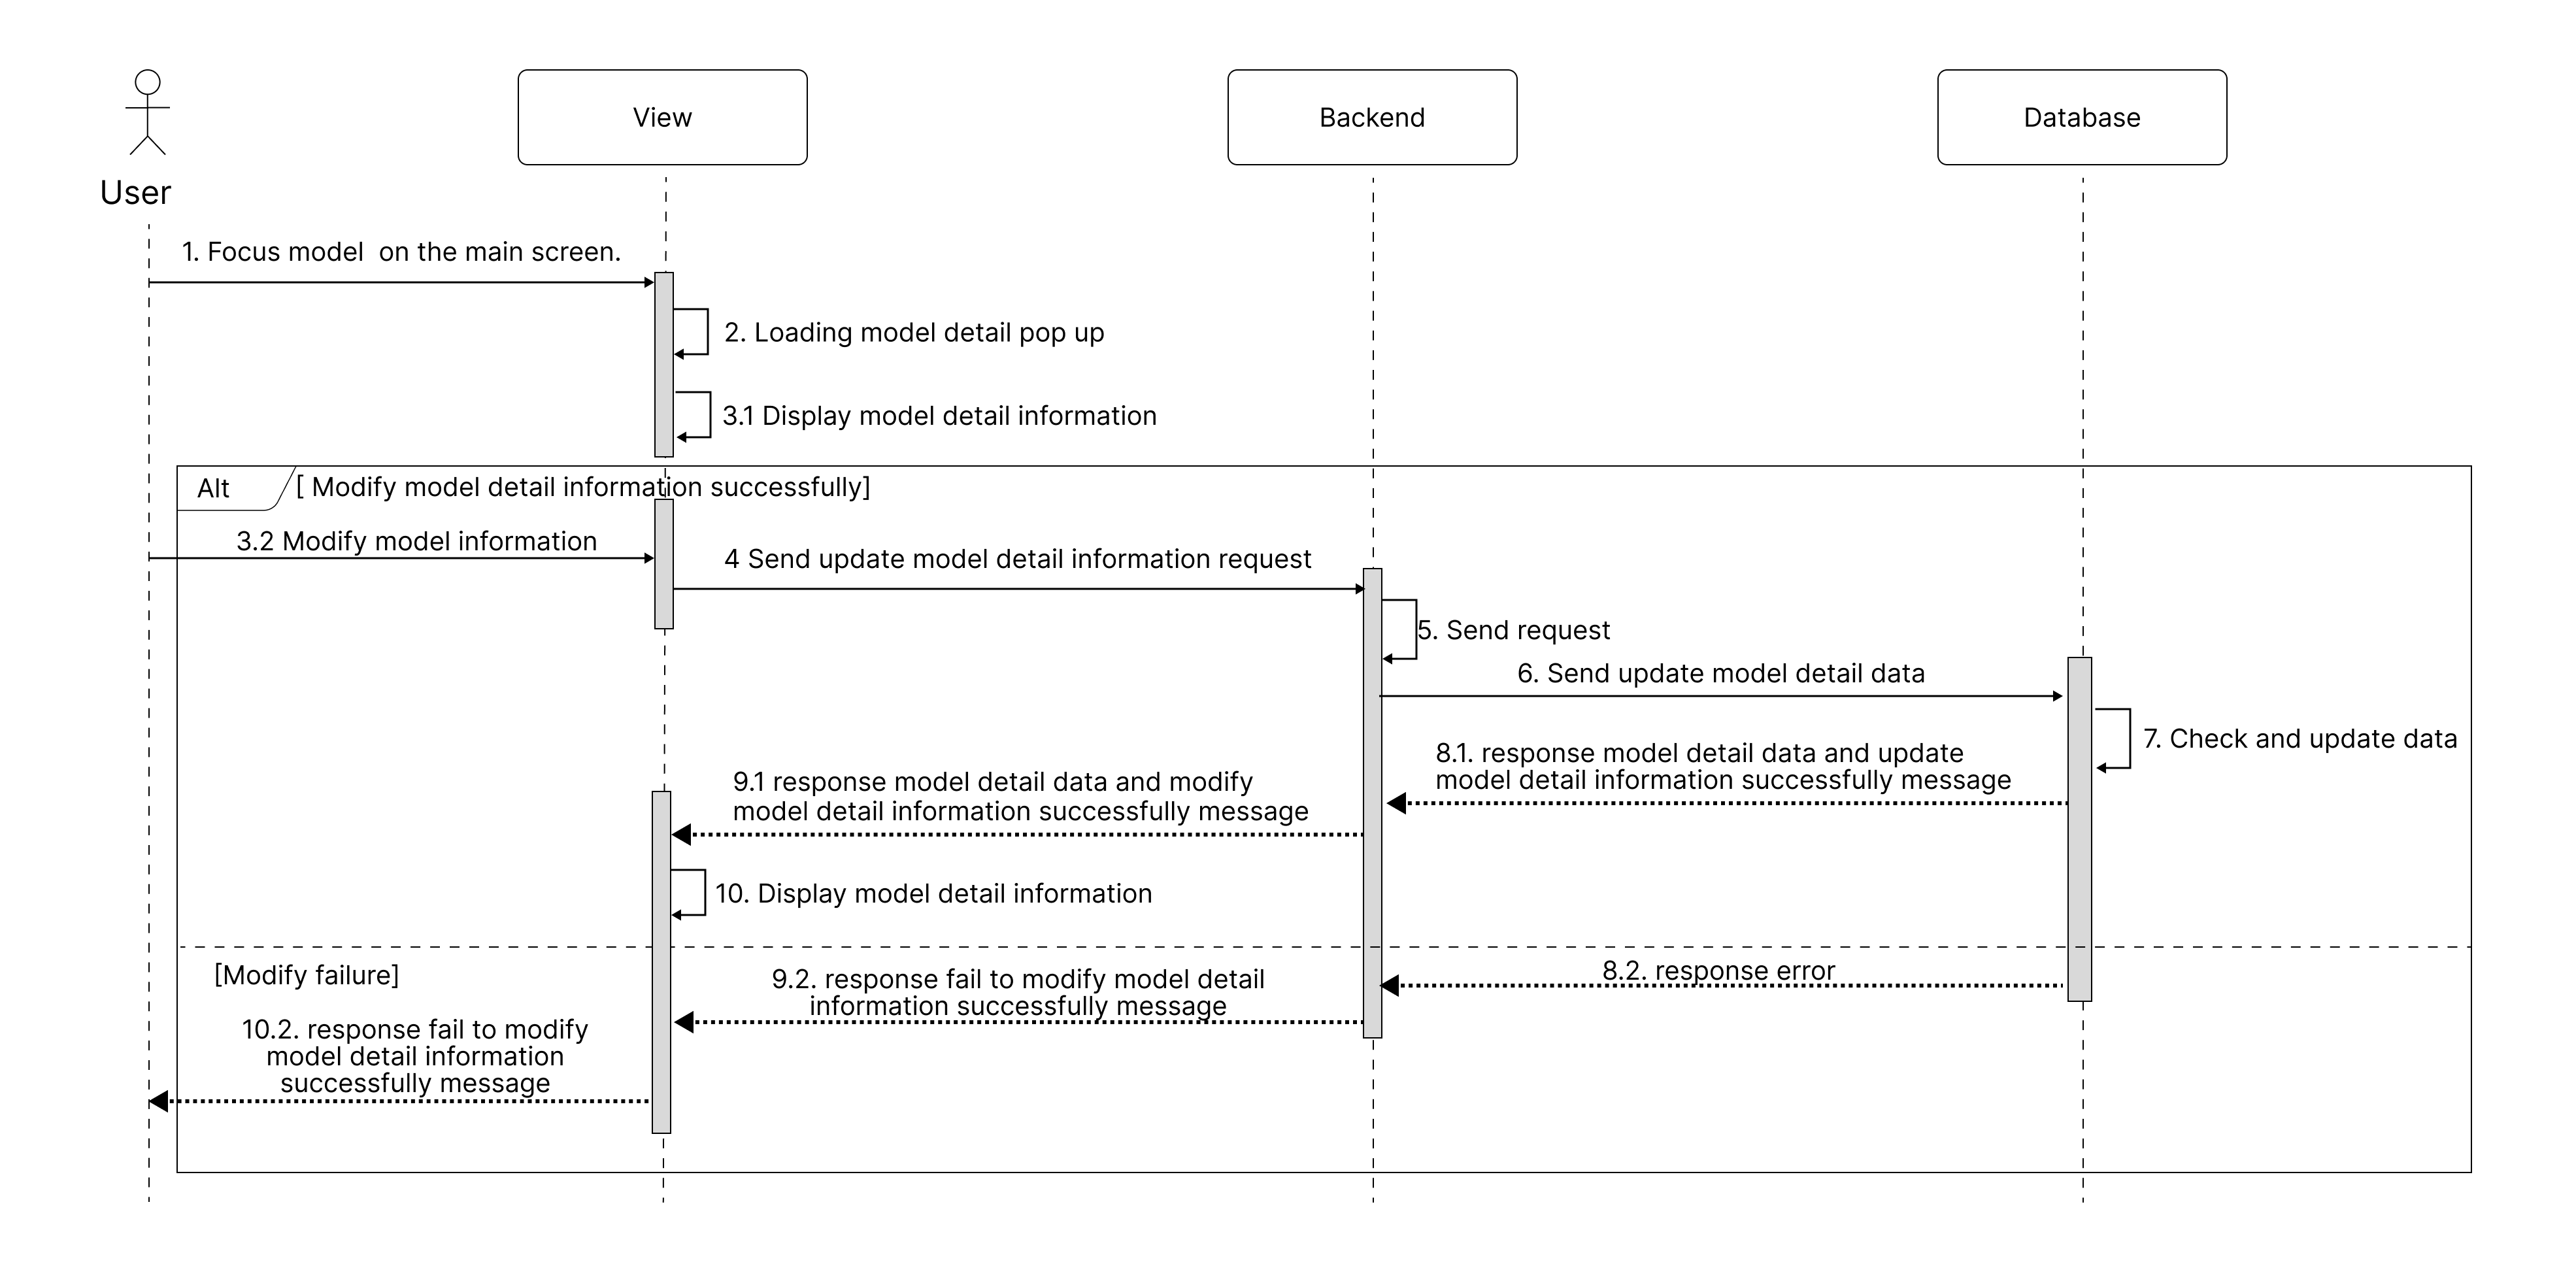 View
Backend
Database
User
1. Focus model  on the main screen.
2. Loading model detail pop up
3.1 Display model detail information
Alt
[ Modify model detail information successfully]
3.2 Modify model information
4 Send update model detail information request
5. Send request
6. Send update model detail data
7. Check and update data
8.1. response model detail data and update
model detail information successfully message
9.1 response model detail data and modify
model detail information successfully message
10. Display model detail information
[Modify failure]
8.2. response error
9.2. response fail to modify model detail
information successfully message
10.2. response fail to modify
model detail information
successfully message